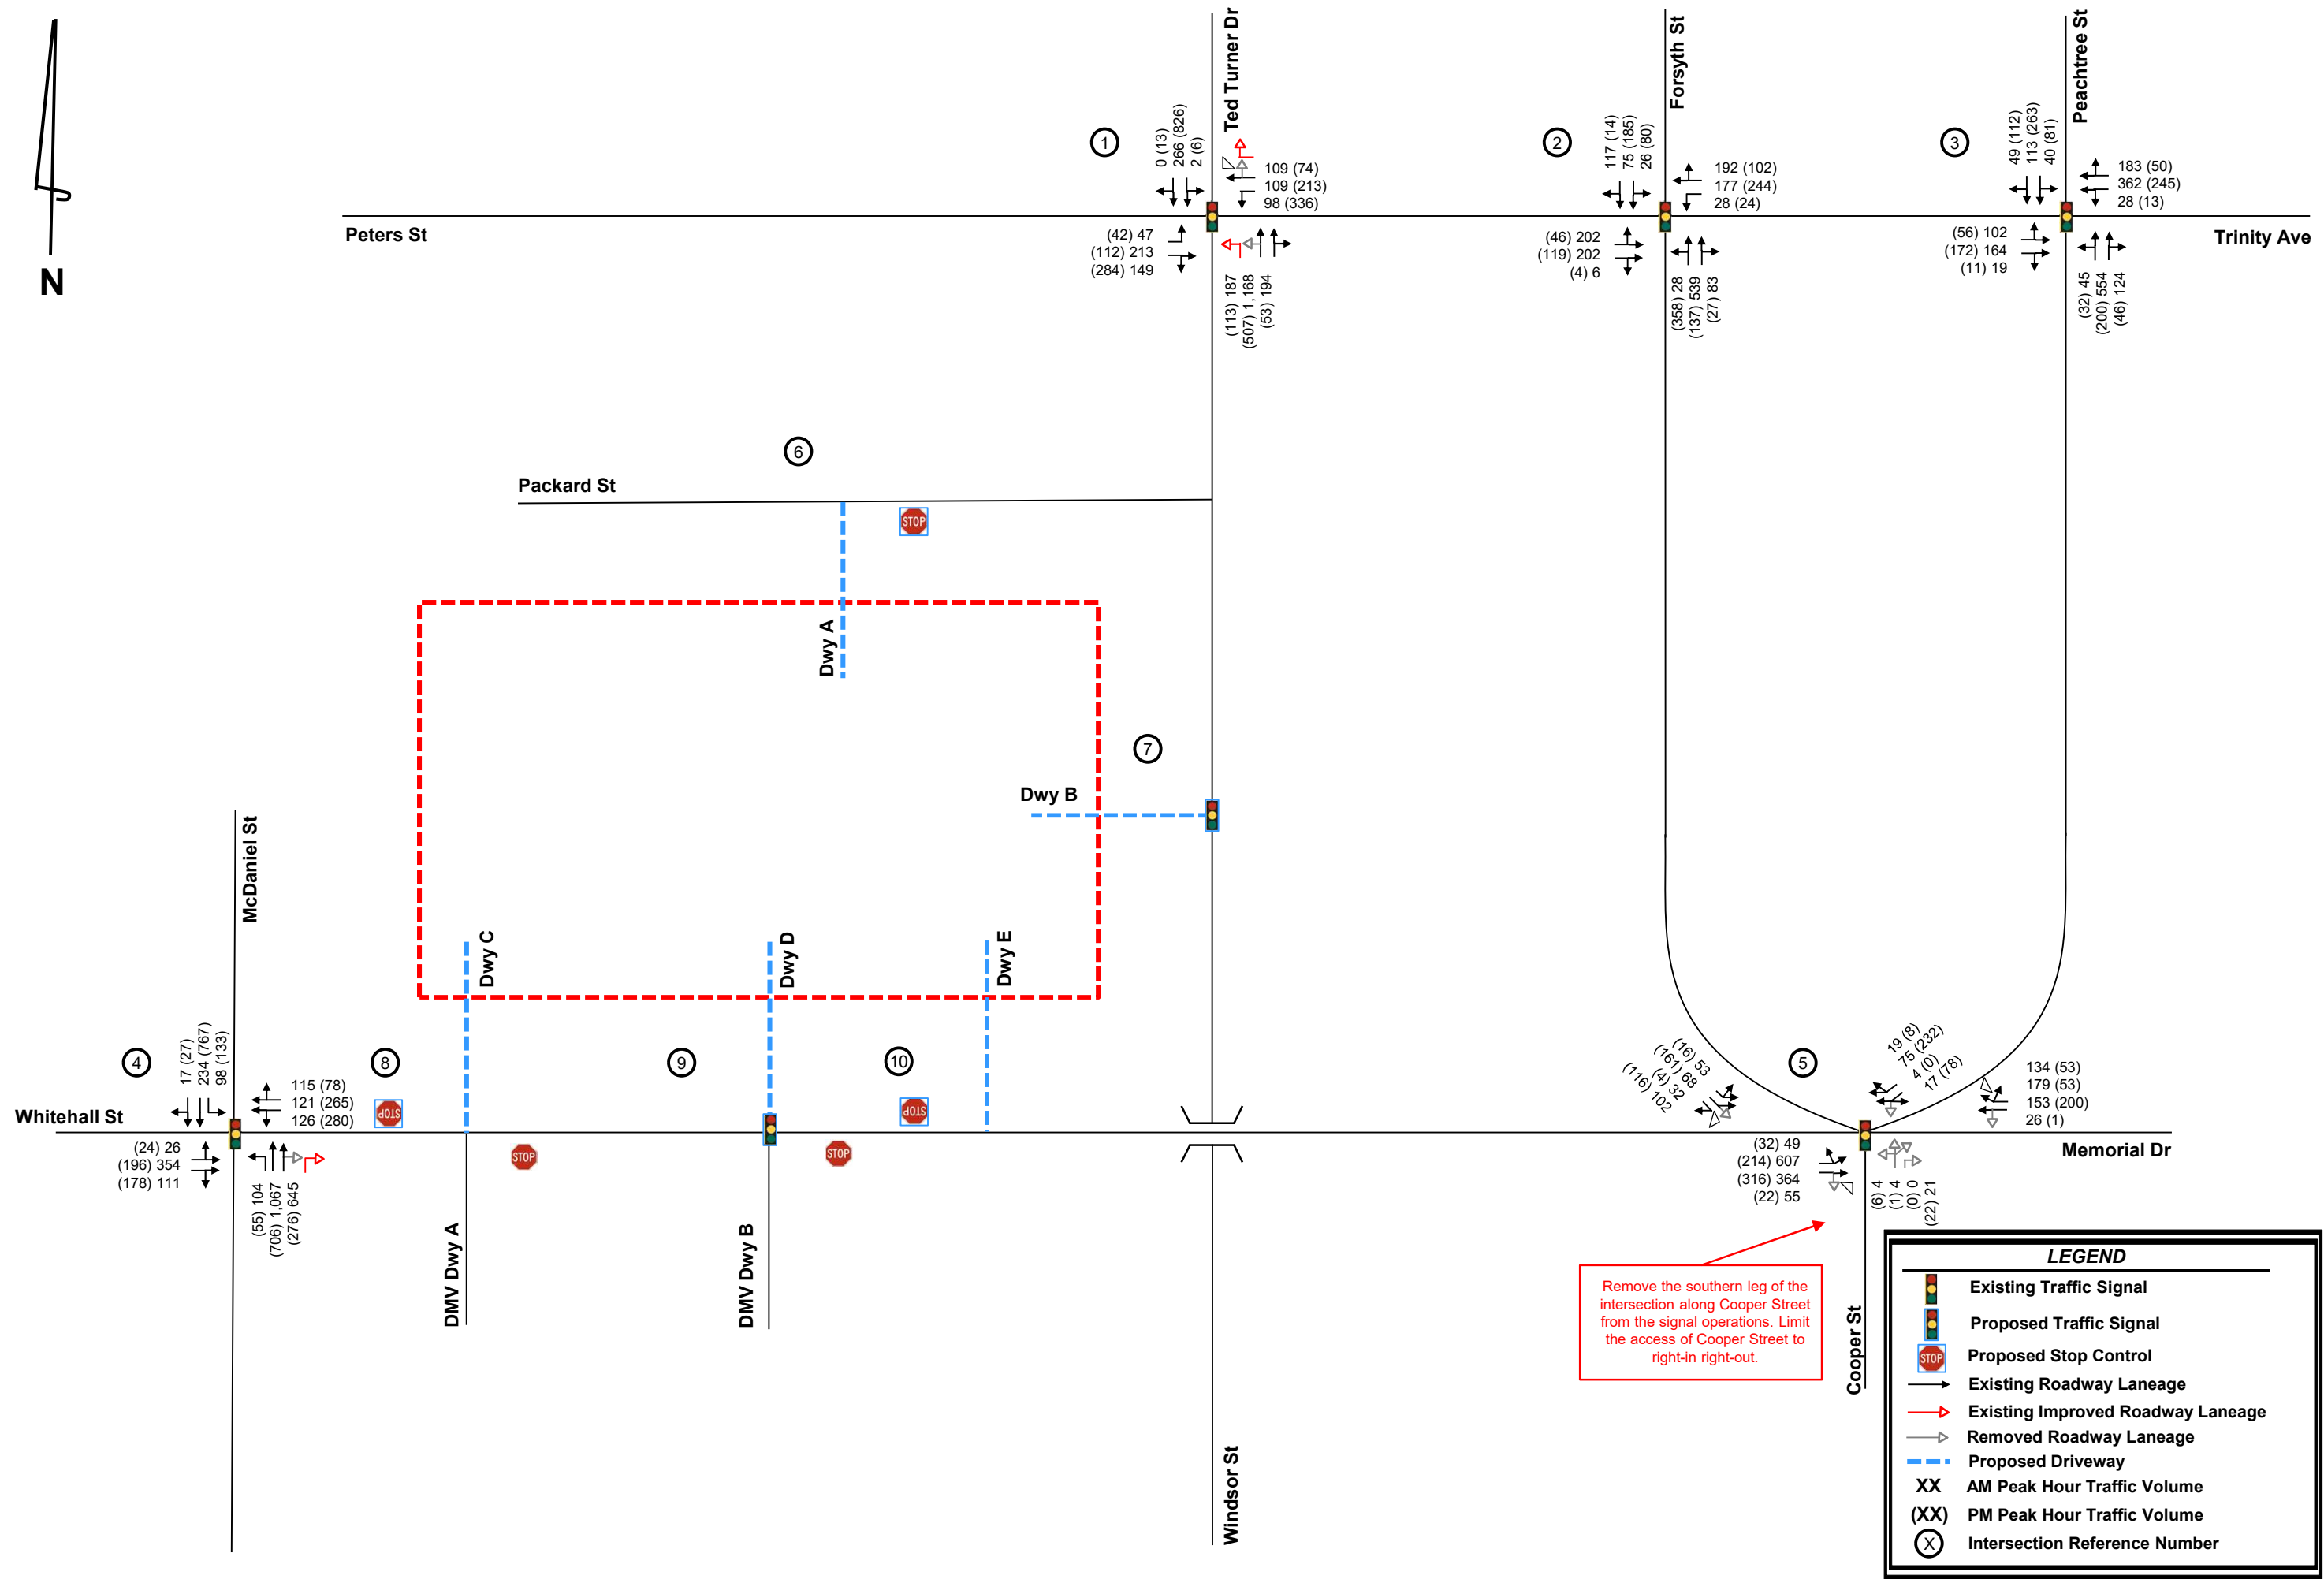 Ted Turner Dr
Forsyth St
Peachtree St
1
0 (13)
266 (826)
2 (6)
109 (74)
109 (213)
98 (336)
2
117 (14)
75 (185)
26 (80)
192 (102)
177 (244)
28 (24)
3
49 (112)
113 (263)
40 (81)
183 (50)
362 (245)
28 (13)
Peters St
Trinity Ave
(42) 47
(112) 213
(284) 149
(113) 187
(507) 1,168
(53) 194
(46) 202
(119) 202
(4) 6
(358) 28
(137) 539
(27) 83
(56) 102
(172) 164
(11) 19
(32) 45
(200) 554
(46) 124
N
6
Packard St
STOP
Dwy A
7
Dwy B
McDaniel St
Dwy C
Dwy D
Dwy E
4
17 (27)
234 (767)
98 (133)
115 (78)
121 (265)
126 (280)
8
STOP
9
10
STOP
Whitehall St
(24) 26
(196) 354
(178) 111
(55) 104
(706) 1,067
(276) 645
STOP
STOP
5
(16) 53
(161) 68
(4) 32
(116) 102
19 (8)
75 (232)
4 (0)
17 (78)
134 (53)
179 (53)
153 (200)
26 (1)
Memorial Dr
(32) 49
(214) 607
(316) 364
(22) 55
(6) 4
(1) 4
(0) 0
(22) 21
DMV Dwy A
DMV Dwy B
Windsor St
Cooper St
Remove the southern leg of the
intersection along Cooper Street
from the signal operations. Limit
the access of Cooper Street to
right-in right-out.
LEGEND
Existing Traffic Signal
Proposed Traffic Signal
STOP Proposed Stop Control
Existing Roadway Laneage
Existing Improved Roadway Laneage
Removed Roadway Laneage
Proposed Driveway
XX AM Peak Hour Traffic Volume
(XX) PM Peak Hour Traffic Volume
X Intersection Reference Number